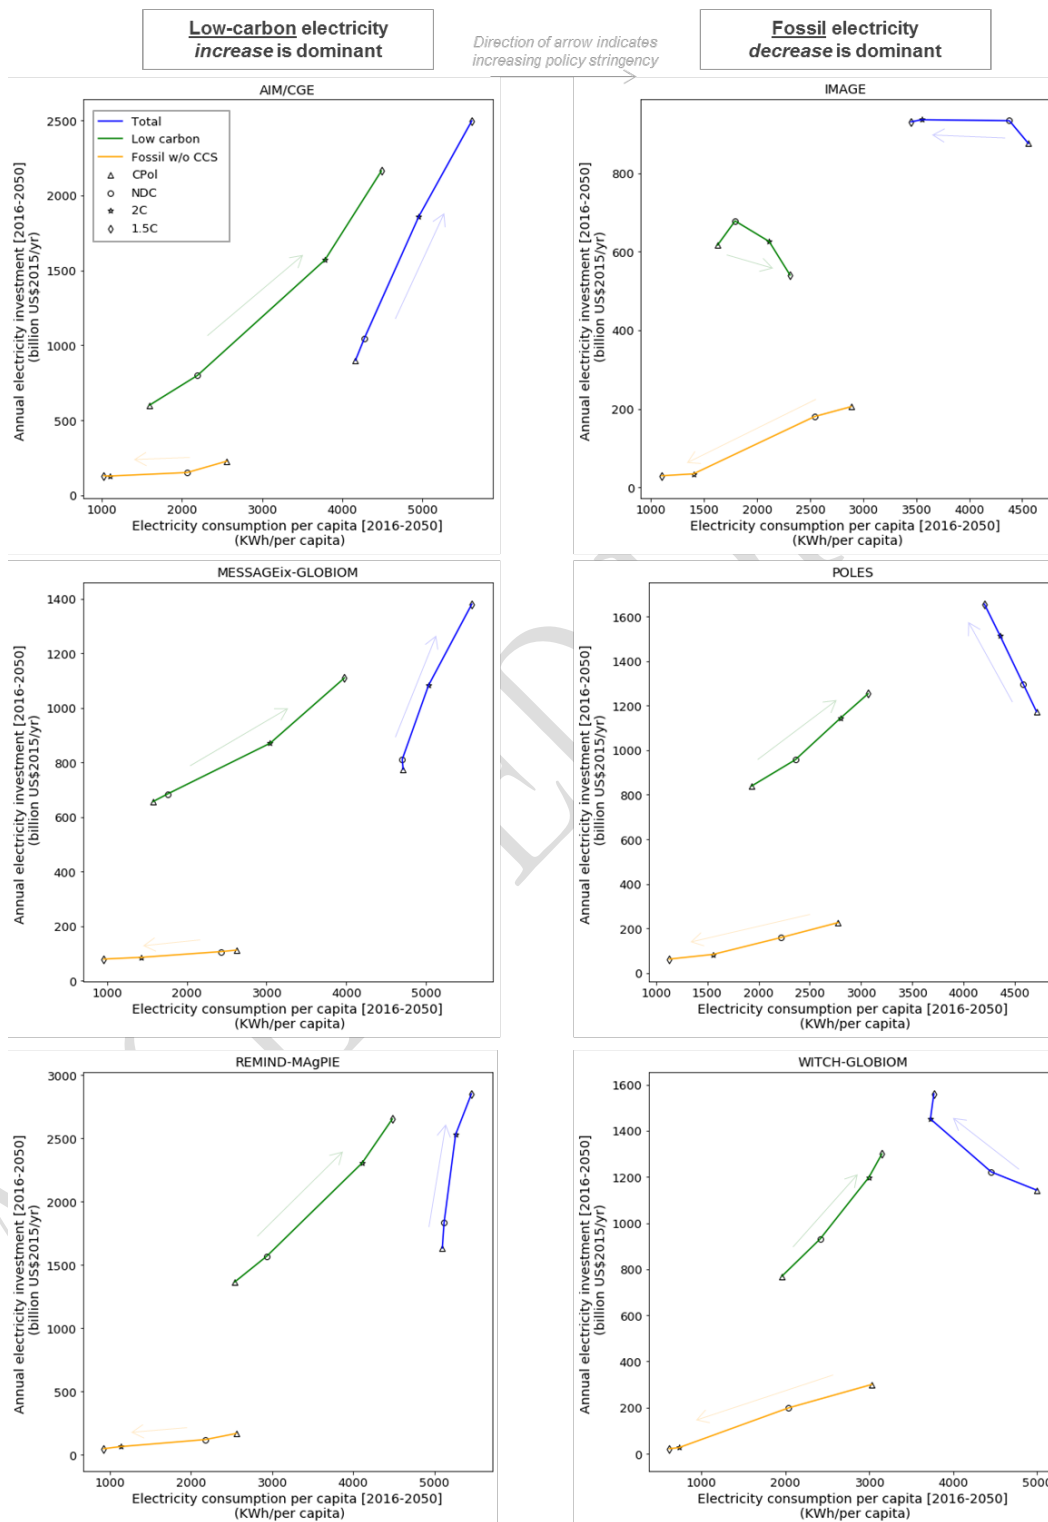 Low-carbon electricity
increase is dominant
Direction of arrow indicates
increasing policy stringency
Fossil electricity
decrease is dominant
AIM/CGE
Annual electricity investment [2016-2050]
(billion US$2015/yr)
2500
2000
1500
1000
500
0
Total
Low carbon
Fossil w/o CCS
CPol
NDC
2C
1.5C
1000 2000 3000 4000 5000
Electricity consumption per capita [2016-2050]
(KWh/per capita)
IMAGE
Annual electricity investment [2016-2050]
(billion US$2015/yr)
800
600
400
200
0
1000 1500 2000 2500 3000 3500 4000 4500
Electricity consumption per capita [2016-2050]
(KWh/per capita)
MESSAGEix-GLOBIOM
Annual electricity investment [2016-2050]
(billion US$2015/yr)
1400
1200
1000
800
600
400
200
0
1000 2000 3000 4000 5000
Electricity consumption per capita [2016-2050]
(KWh/per capita)
POLES
Annual electricity investment [2016-2050]
(billion US$2015/yr)
1600
1400
1200
1000
800
600
400
200
0
1000 1500 2000 2500 3000 3500 4000 4500
Electricity consumption per capita [2016-2050]
(KWh/per capita)
REMIND-MAgPIE
Annual electricity investment [2016-2050]
(billion US$2015/yr)
3000
2500
2000
1500
1000
500
0
1000 2000 3000 4000 5000
Electricity consumption per capita [2016-2050]
(KWh/per capita)
WITCH-GLOBIOM
Annual electricity investment [2016-2050]
(billion US$2015/yr)
1600
1400
1200
1000
800
600
400
200
0
1000 2000 3000 4000 5000
Electricity consumption per capita [2016-2050]
(KWh/per capita)